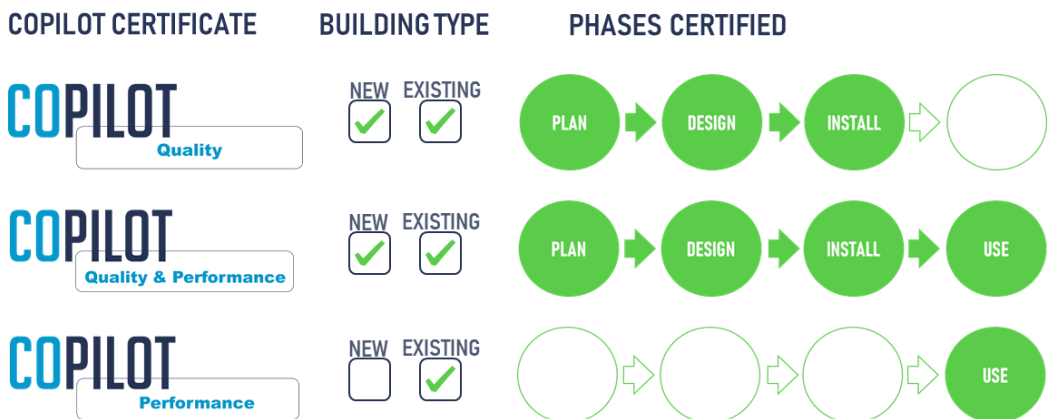 COPILOT CERTIFICATE BUILDING TYPE PHASES CERTIFIED
NEW EXISTING
COPILOT
Quality
PLAN DESIGN INSTALL
NEW EXISTING
COPILOT
Quality & Performance
PLAN DESIGN INSTALL USE
NEW EXISTING
COPILOT
Performance
USE